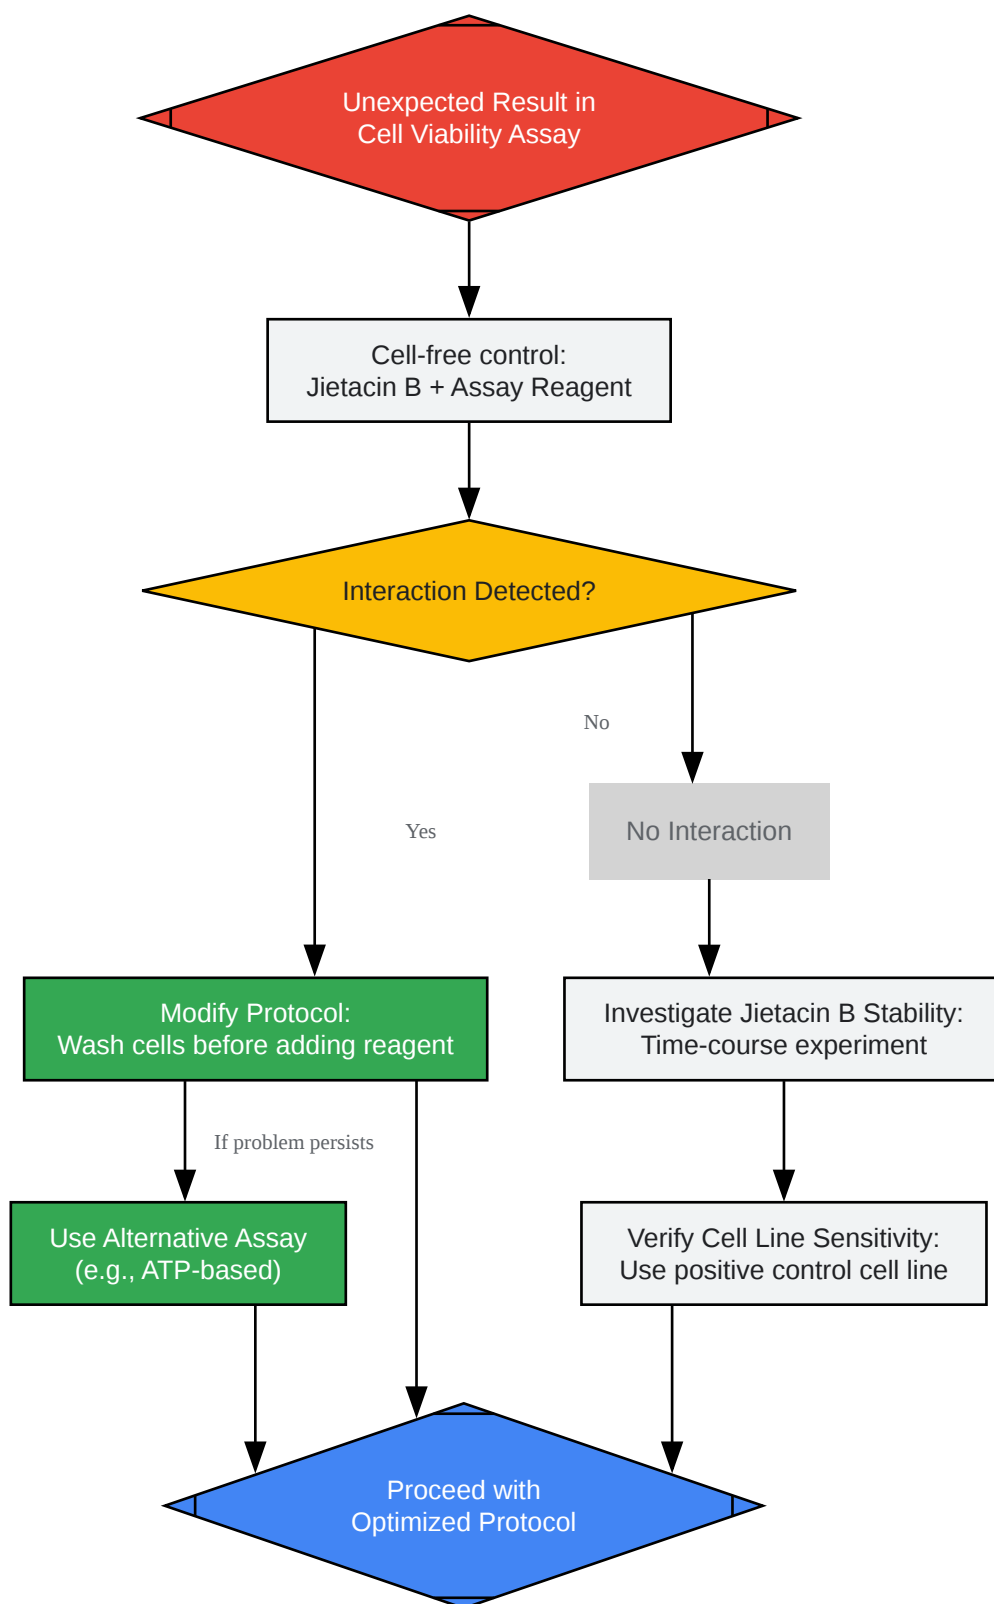 Unexpected Result in
Cell Viability Assay
Cell-free control:
Jietacin B + Assay Reagent
Interaction Detected?
No
Yes
No Interaction
Modify Protocol:
Wash cells before adding reagent
Investigate Jietacin B Stability:
Time-course experiment
If problem persists
Use Alternative Assay
(e.g., ATP-based)
Verify Cell Line Sensitivity:
Use positive control cell line
Proceed with
Optimized Protocol